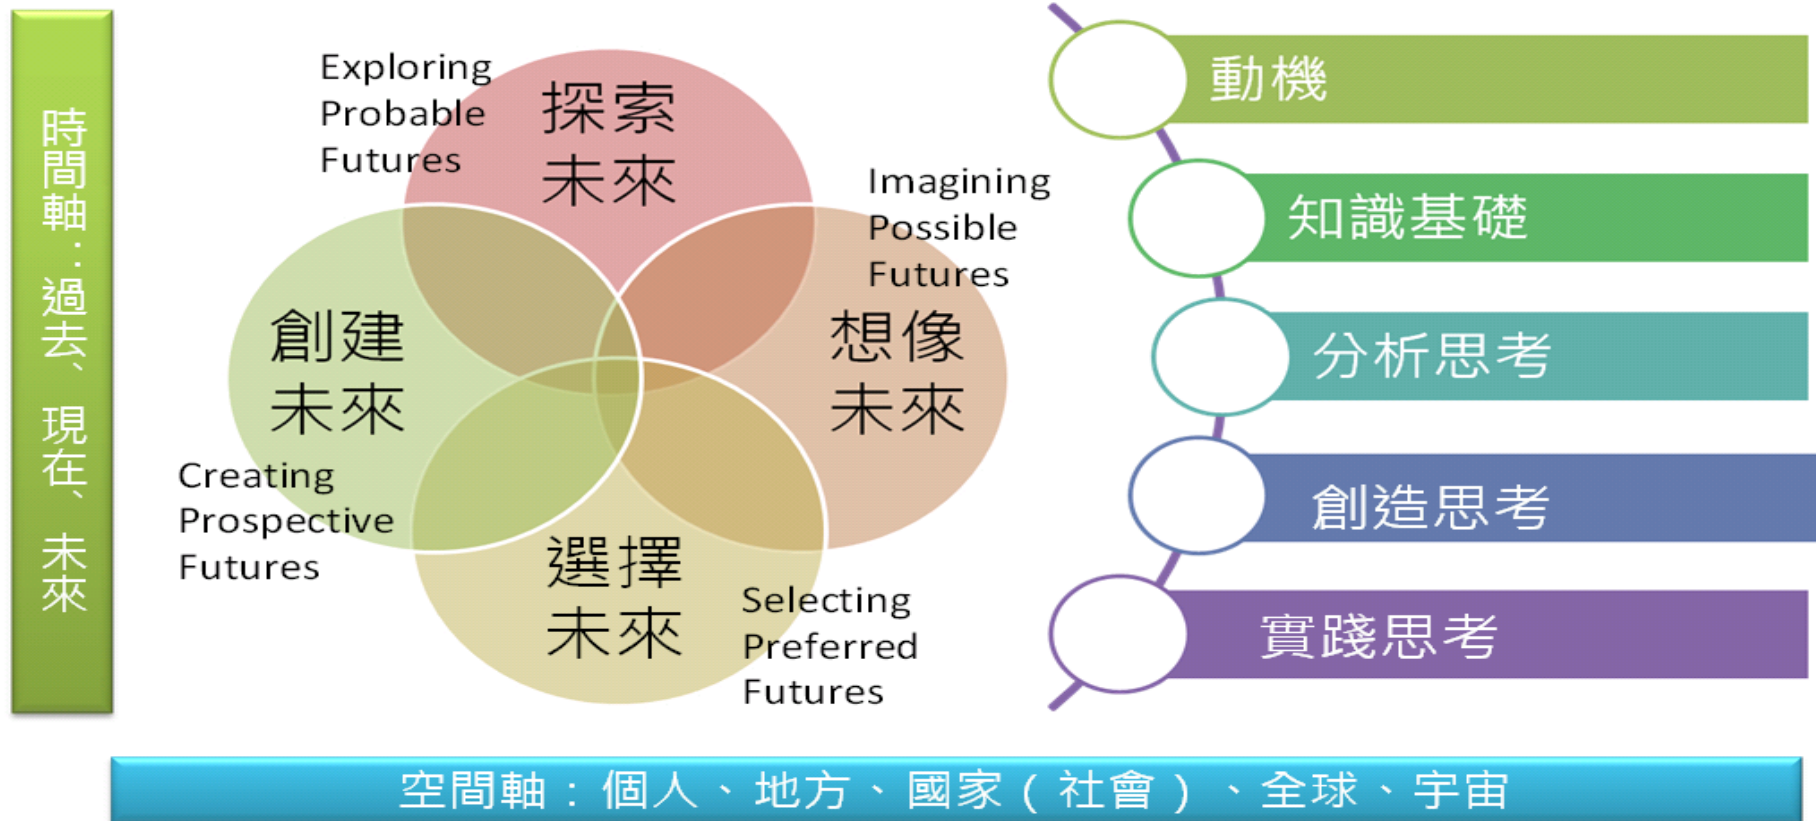 時間軸：過去、現在、未來
Exploring
Probable
Futures
探索
未來
Imagining
Possible
Futures
想像
未來
創建
未來
Creating
Prospective
Futures
選擇
未來
Selecting
Preferred
Futures
動機
知識基礎
分析思考
創造思考
實踐思考
空間軸：個人、地方、國家（社會）、全球、宇宙